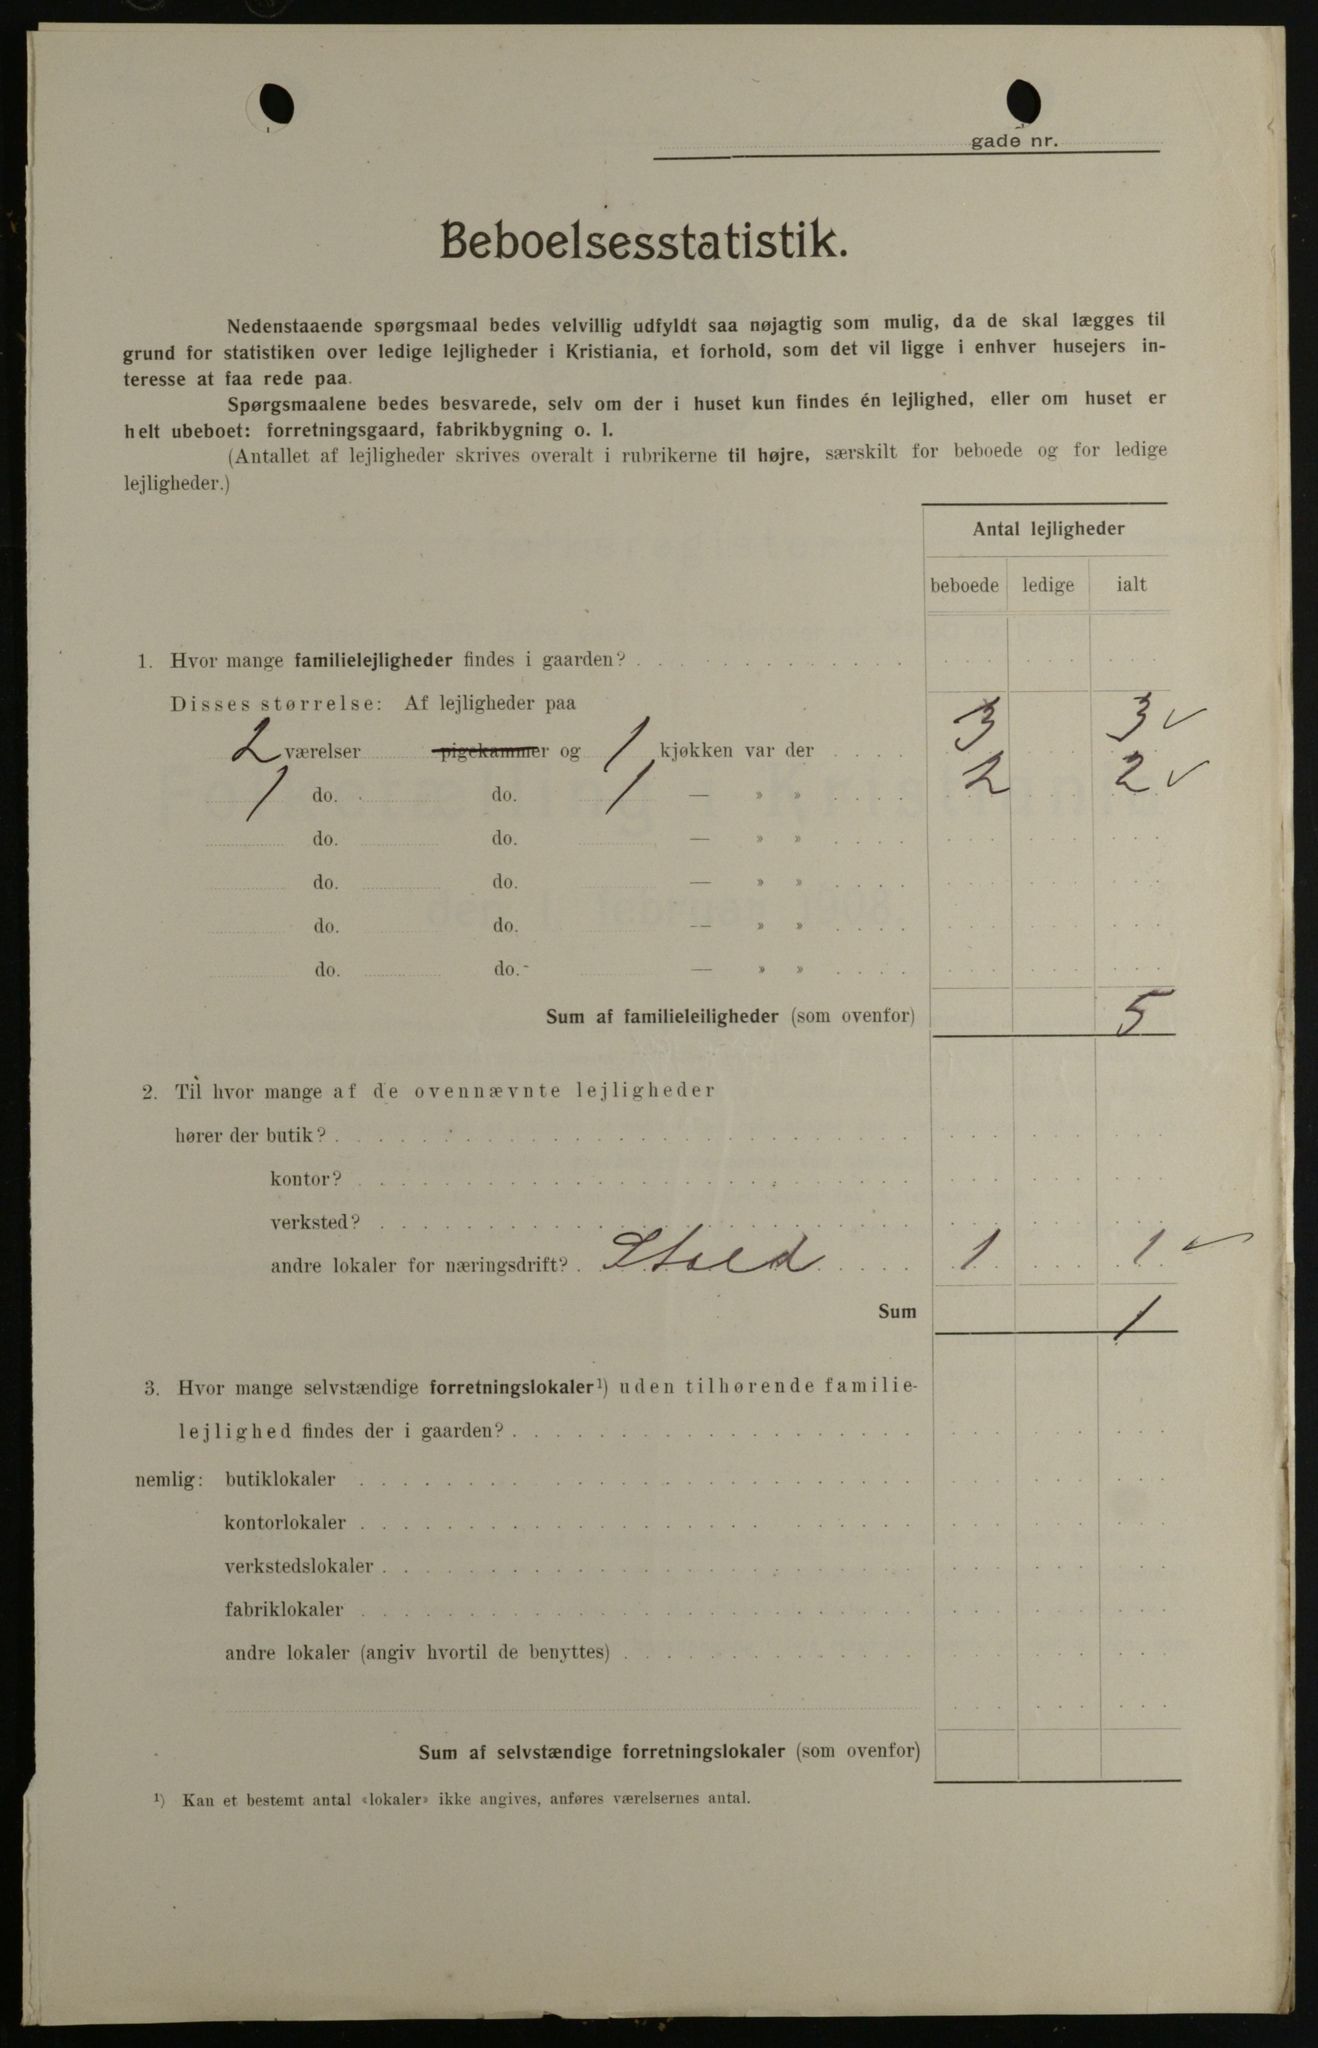 gade nr.
Beboelsesstatistik.
Nedenstaaende spørgsmaal bedes velvillig udfyldt saa nøjagtig som mulig, da de skal lægges til
grund for statistiken over ledige lejligheder i Kristiania, et forhold, som det vil ligge i enhver husejers in-
teresse at faa rede paa.
Spørgsmaalene bedes besvarede, selv om der i huset kun findes én lejlighed, eller om huset er
helt ubeboet: forretningsgaard, fabrikbygning o. l.
(Antallet af lejligheder skrives overalt i rubrikerne til højre, særskilt for beboede og for ledige
lejligheder.)
Antal lejligheder
beboede ledige ialt
1. Hvor mange familielejligheder findes i gaarden?
Disses størrelse: Af lejligheder paa
2 værelser pigekammer og 1 kjøkken var der 3 3 ✓
1 do. do. 1 — » » 2 2 ✓
do. do. — » »
do. do. — » »
do. do. — » »
do. do. — » »
Sum af familieleiligheder (som ovenfor) 5
2. Til hvor mange af de ovennævnte lejligheder
hører der butik?
kontor?
verksted?
andre lokaler for næringsdrift? Stald 1 1 ✓
Sum 1
3. Hvor mange selvstændige forretningslokaler¹) uden tilhørende familie-
lejlighed findes der i gaarden?
nemlig: butiklokaler
kontorlokaler
verkstedslokaler
fabriklokaler
andre lokaler (angiv hvortil de benyttes)
Sum af selvstændige forretningslokaler (som ovenfor)
¹) Kan et bestemt antal «lokaler» ikke angives, anføres værelsernes antal.